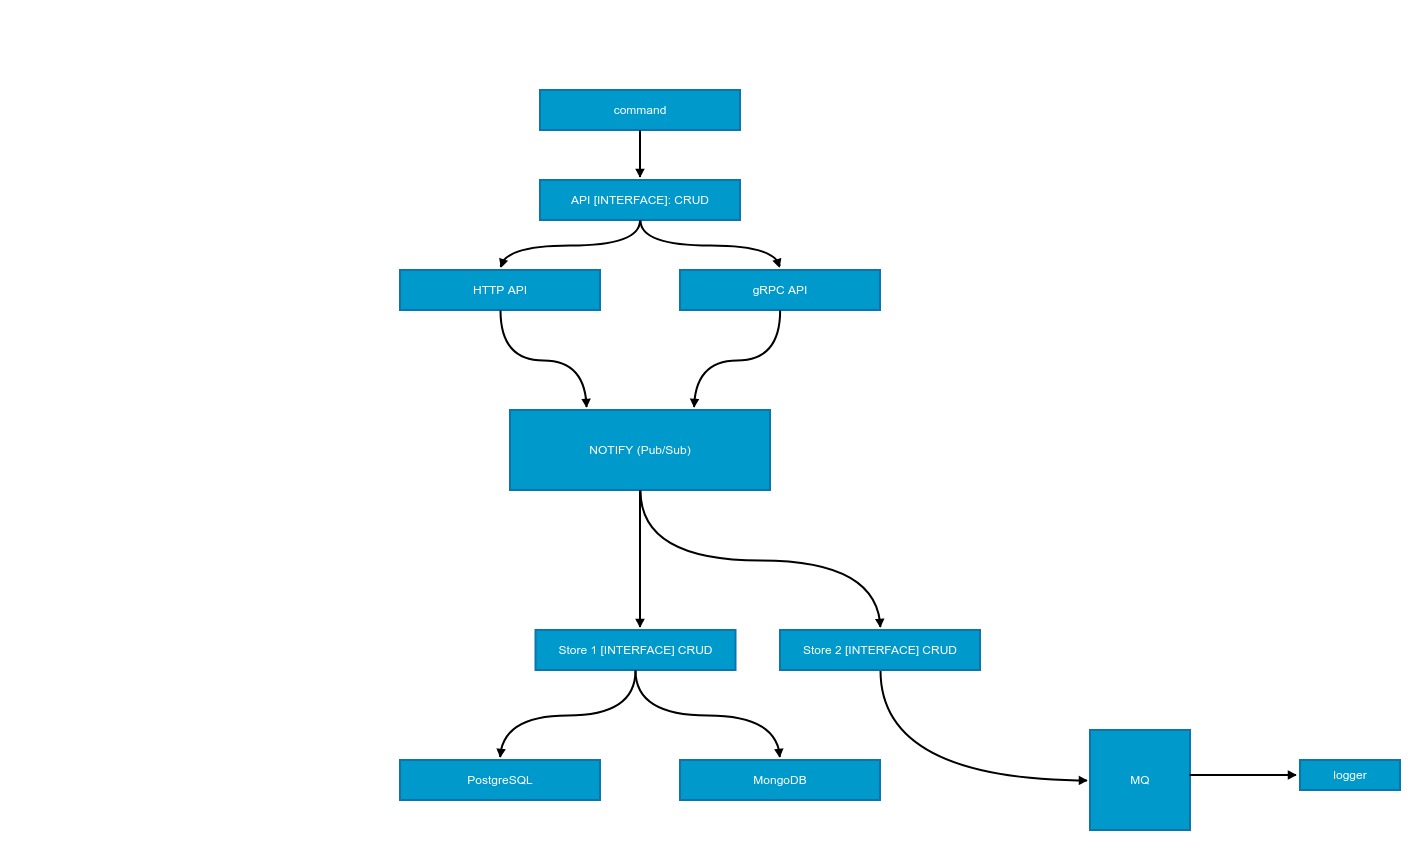 command
API [INTERFACE]: CRUD
HTTP API
gRPC API
NOTIFY (Pub/Sub)
Store 1 [INTERFACE] CRUD
Store 2 [INTERFACE] CRUD
PostgreSQL
MongoDB
MQ
logger